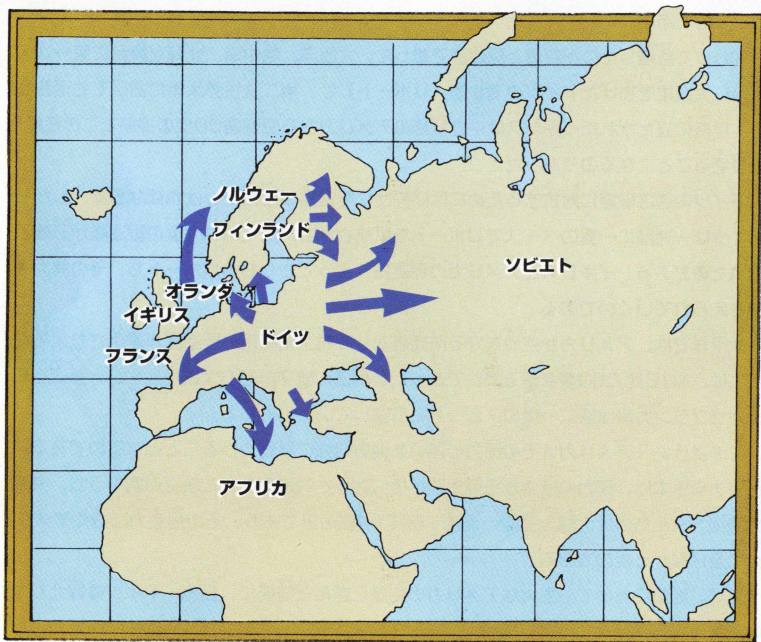 ノルウェー
フィンランド
ソビエト
オランダ
イギリス
ドイツ
フランス
アフリカ